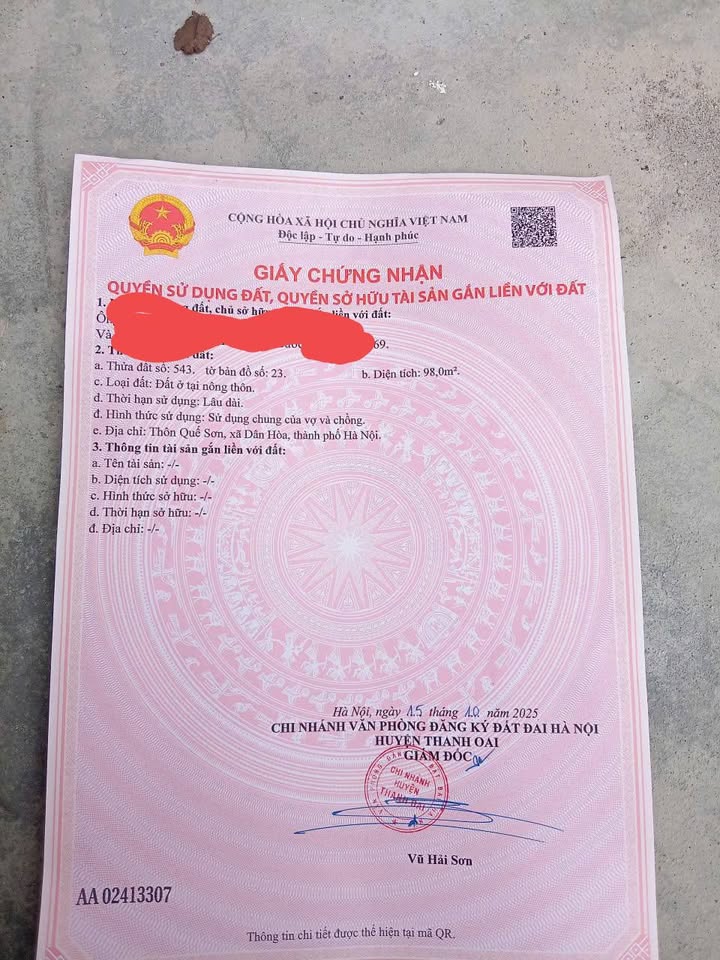 CỘNG HÒA XÃ HỘI CHỦ NGHĨA VIỆT NAM
Độc lập - Tự do - Hạnh phúc
GIẤY CHỨNG NHẬN
QUYỀN SỬ DỤNG ĐẤT, QUYỀN SỞ HỮU TÀI SẢN GẮN LIỀN VỚI ĐẤT
1. đất, chủ sở liền với đất:
Và 69.
2. đất:
a. Thửa đất số: 543. tờ bản đồ số: 23. b. Diện tích: 98,0m².
c. Loại đất: Đất ở tại nông thôn.
d. Thời hạn sử dụng: Lâu dài.
đ. Hình thức sử dụng: Sử dụng chung của vợ và chồng.
e. Địa chỉ: Thôn Quế Sơn, xã Dân Hòa, thành phố Hà Nội.
3. Thông tin tài sản gắn liền với đất:
a. Tên tài sản: -/-
b. Diện tích sử dụng: -/-
c. Hình thức sở hữu: -/-
d. Thời hạn sở hữu: -/-
đ. Địa chỉ: -/-
Hà Nội, ngày 15 tháng 10 năm 2025
CHI NHÁNH VĂN PHÒNG ĐĂNG KÝ ĐẤT ĐAI HÀ NỘI
HUYỆN THANH OAI
GIÁM ĐỐC
CHI NHÁNH
HUYỆN
THANH OAI
Vũ Hải Sơn
AA 02413307
Thông tin chi tiết được thể hiện tại mã QR.